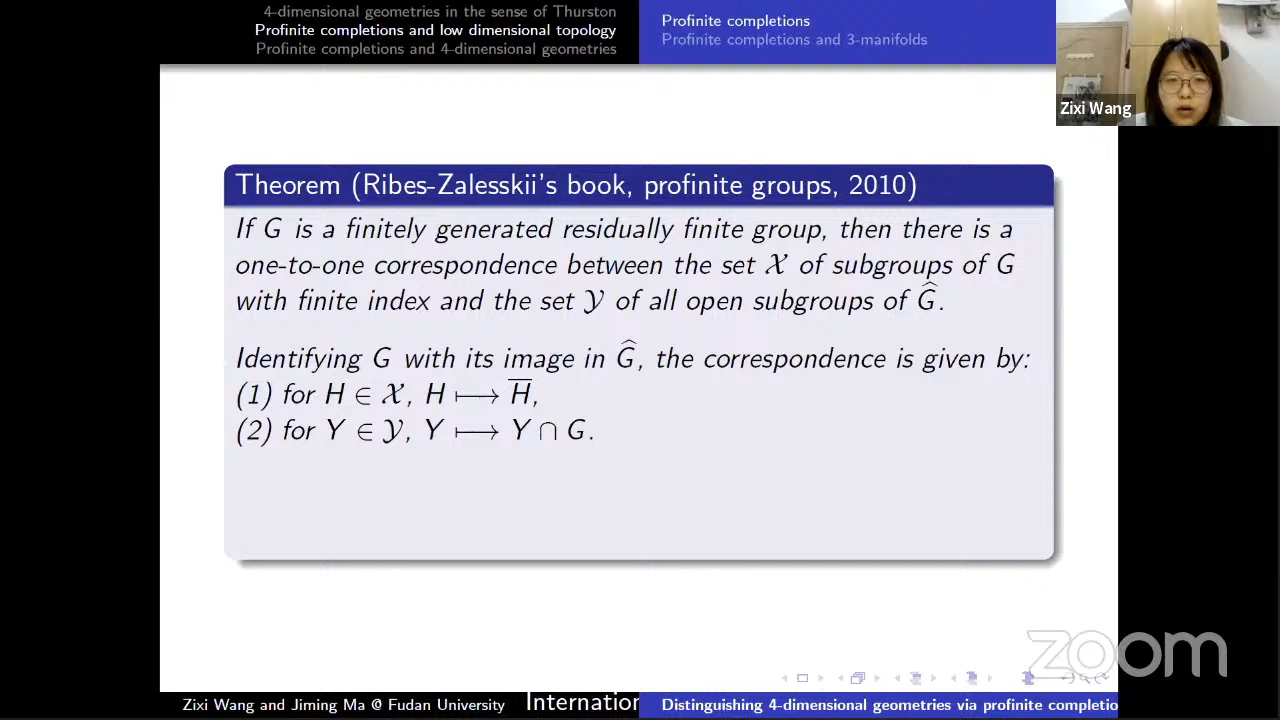 4-dimensional geometries in the sense of Thurston
Profinite completions and low dimensional topology
Profinite completions and 4-dimensional geometries
Profinite completions
Profinite completions and 3-manifolds
Zixi Wang
Theorem (Ribes-Zalesskii's book, profinite groups, 2010)
If G is a finitely generated residually finite group, then there is a
one-to-one correspondence between the set 𝒳 of subgroups of G
with finite index and the set 𝒴 of all open subgroups of Ĝ.
Identifying G with its image in Ĝ, the correspondence is given by:
(1) for H ∈ 𝒳, H ⟼ H̅,
(2) for Y ∈ 𝒴, Y ⟼ Y ∩ G.
zoom
Zixi Wang and Jiming Ma @ Fudan University
Internation
Distinguishing 4-dimensional geometries via profinite completio